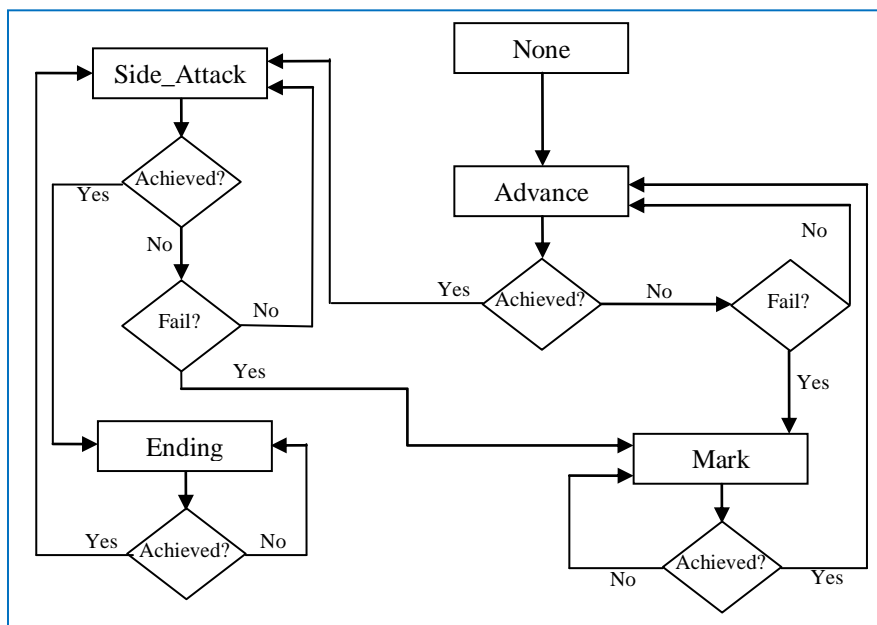 None
Side_Attack
Achieved?
Yes
No
Fail?
No
Yes
Advance
Achieved?
Yes
No
Fail?
No
Yes
Ending
Achieved?
Yes
No
Mark
Achieved?
No
Yes